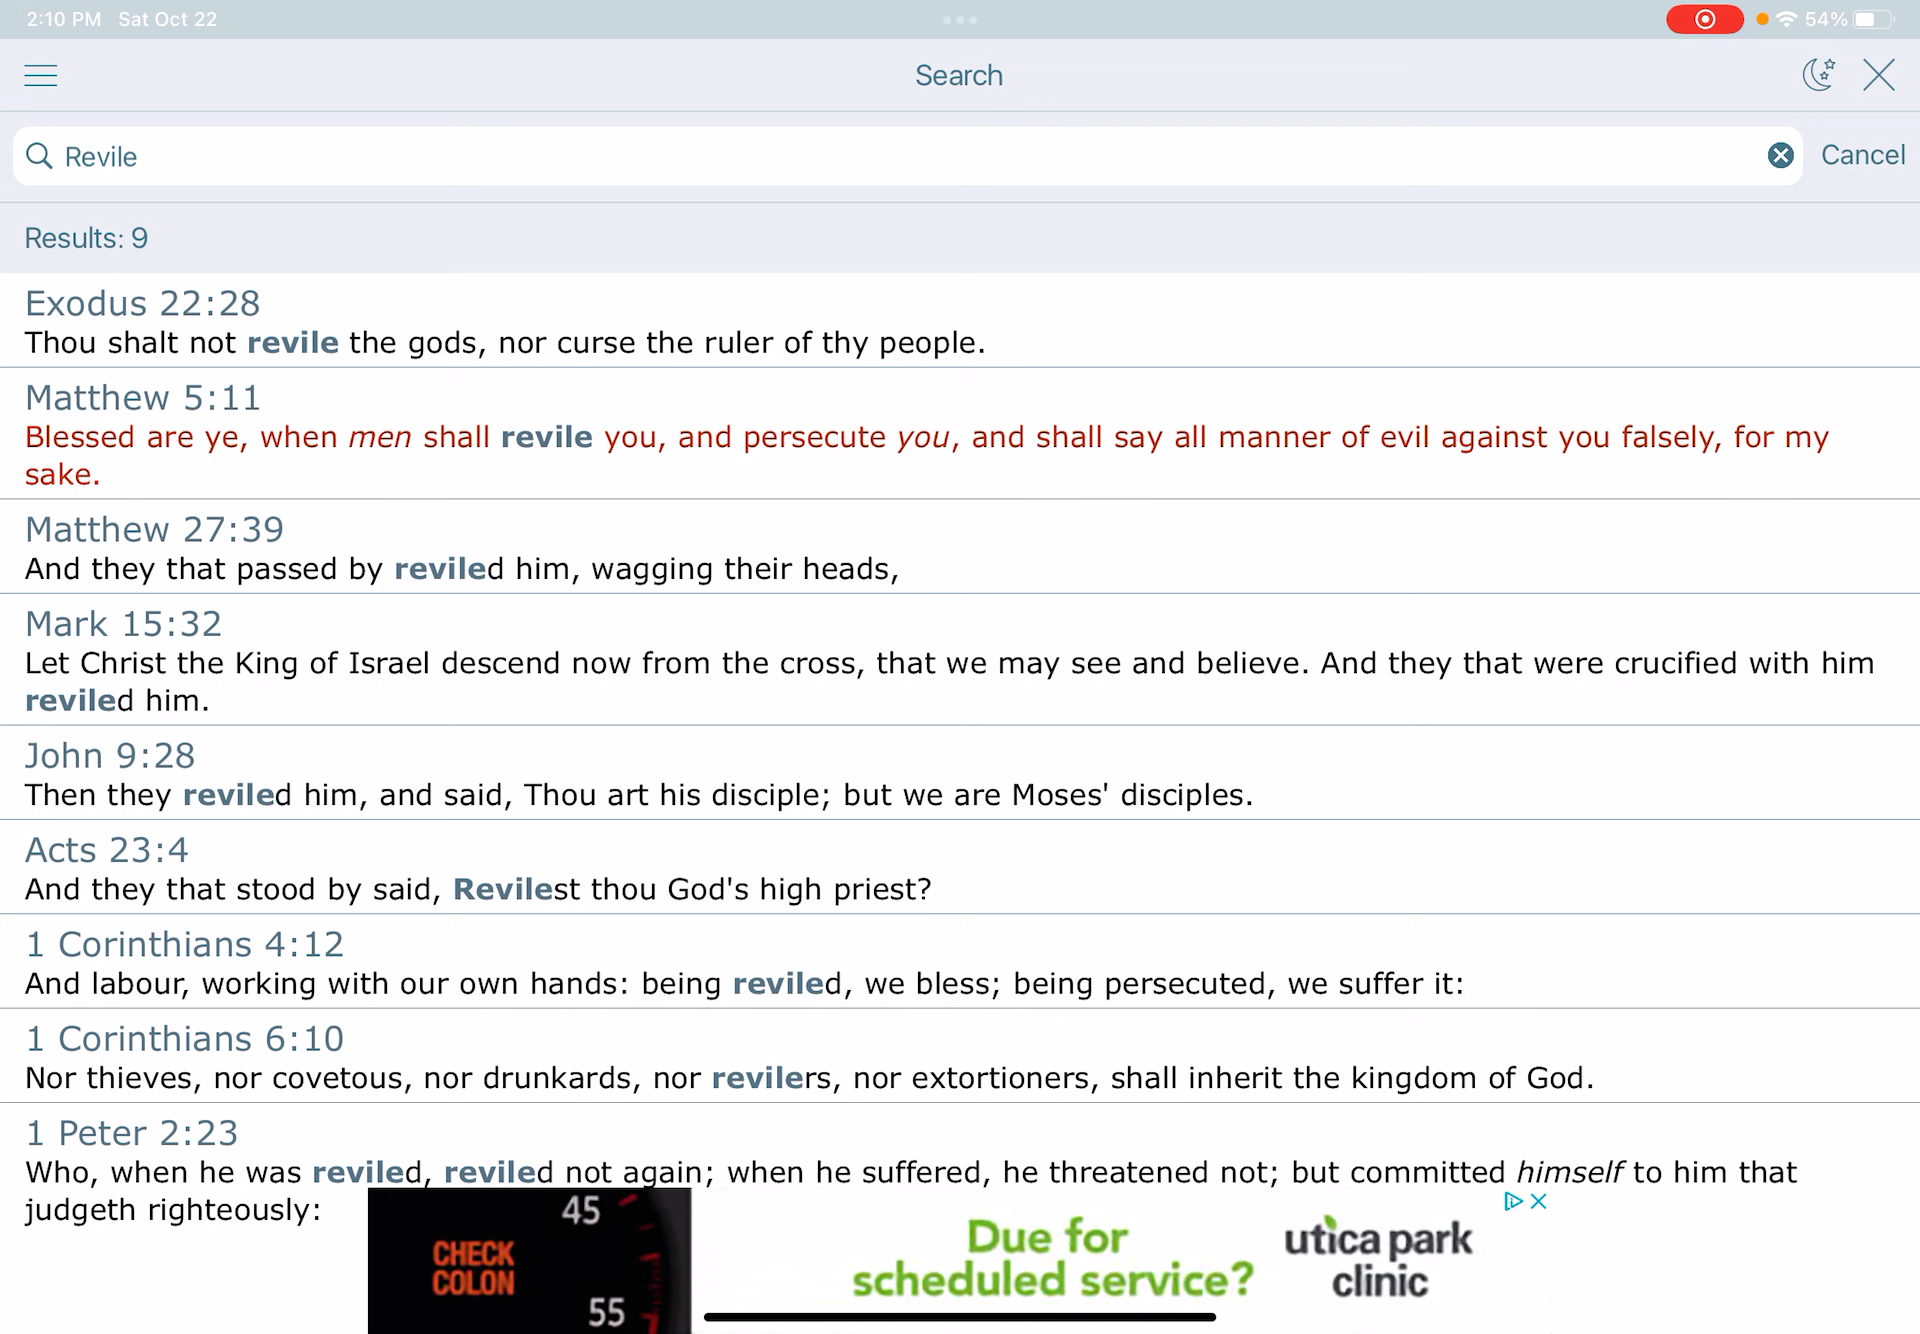 2:10 PM Sat Oct 22
54%
Search
Revile
Cancel
Results: 9
Exodus 22:28
Thou shalt not revile the gods, nor curse the ruler of thy people.
Matthew 5:11
Blessed are ye, when men shall revile you, and persecute you, and shall say all manner of evil against you falsely, for my
sake.
Matthew 27:39
And they that passed by reviled him, wagging their heads,
Mark 15:32
Let Christ the King of Israel descend now from the cross, that we may see and believe. And they that were crucified with him
reviled him.
John 9:28
Then they reviled him, and said, Thou art his disciple; but we are Moses' disciples.
Acts 23:4
And they that stood by said, Revilest thou God's high priest?
1 Corinthians 4:12
And labour, working with our own hands: being reviled, we bless; being persecuted, we suffer it:
1 Corinthians 6:10
Nor thieves, nor covetous, nor drunkards, nor revilers, nor extortioners, shall inherit the kingdom of God.
1 Peter 2:23
Who, when he was reviled, reviled not again; when he suffered, he threatened not; but committed himself to him that
judgeth righteously:
45
CHECK
COLON
55
Due for
scheduled service?
utica park
clinic